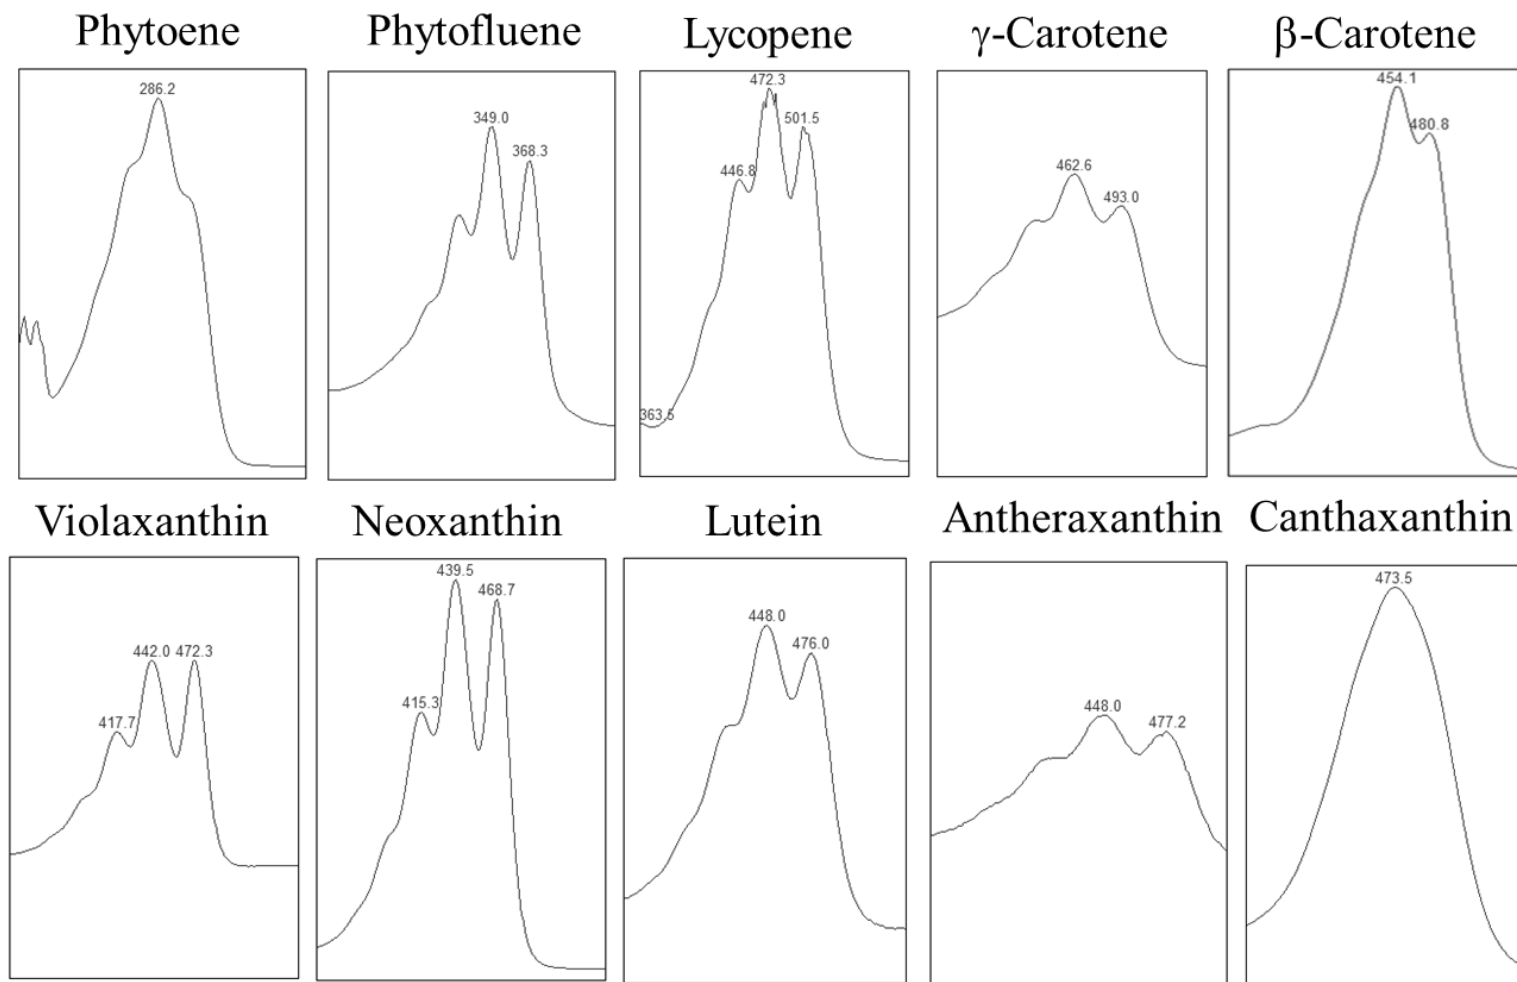 Phytoene
Phytofluene
Lycopene
γ-Carotene
β-Carotene
286.2
349.0
368.3
363.5
446.8
472.3
501.5
462.6
493.0
454.1
480.8
Violaxanthin
Neoxanthin
Lutein
Antheraxanthin
Canthaxanthin
417.7
442.0
472.3
415.3
439.5
468.7
448.0
476.0
448.0
477.2
473.5